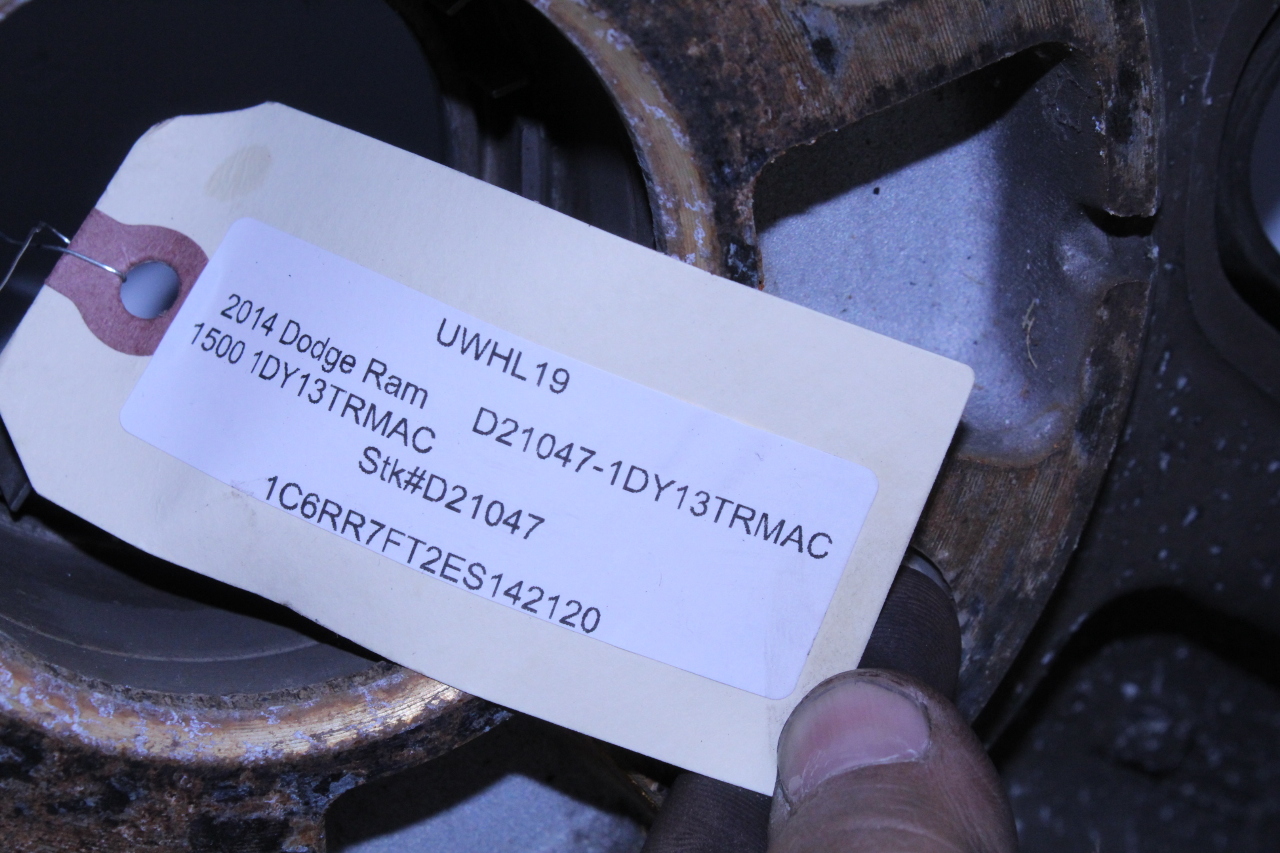 UWHL19
2014 Dodge Ram
1500 1DY13TRMAC
D21047-1DY13TRMAC
Stk#D21047
1C6RR7FT2ES142120